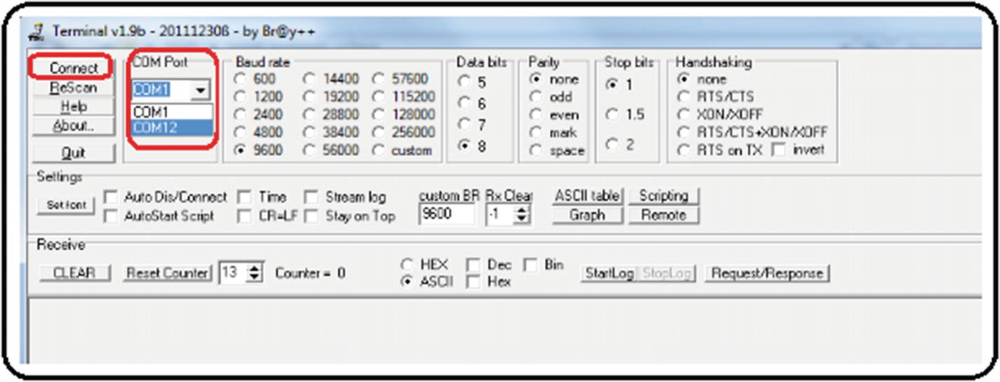 Terminal v1.9b - 20111230ß - by Br@y++
Connect
ReScan
Help
About..
Quit
COM Port
COM1
COM1
COM12
Baud rate
600 14400 57600
1200 19200 115200
2400 28800 128000
4800 38400 256000
9600 56000 custom
Data bits
5
6
7
8
Parity
none
odd
even
mark
space
Stop bits
1
1.5
2
Handshaking
none
RTS/CTS
XON/XOFF
RTS/CTS+XON/XOFF
RTS on TX invert
Settings
Set font
Auto Dis/Connect Time Stream log
AutoStart Script CR=LF Stay on Top
custom BR Rx Clear
9600 -1
ASCII table Scripting
Graph Remote
Receive
CLEAR Reset Counter 13 Counter = 0
HEX Dec Bin
ASCII Hex
StartLog StopLog Request/Response